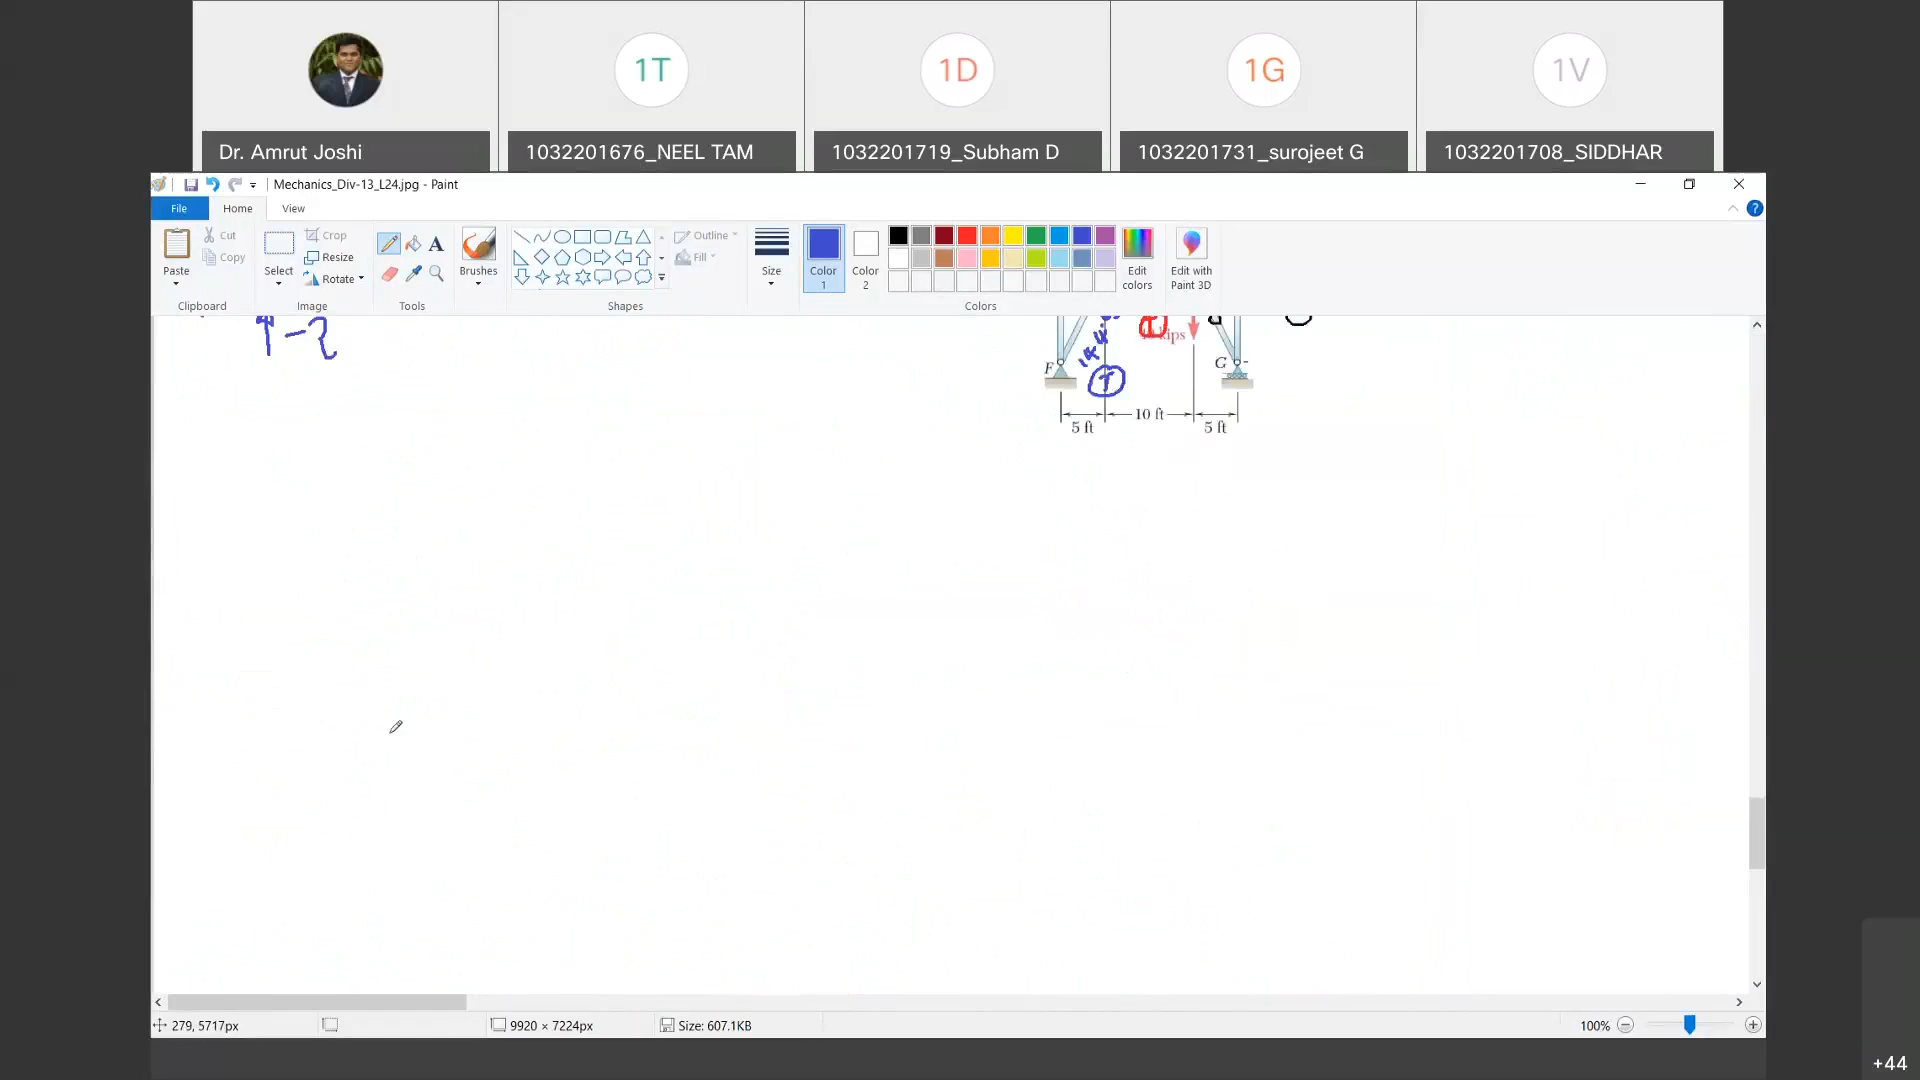 1T
1D
1G
1V
Dr. Amrut Joshi
1032201676_NEEL TAM
1032201719_Subham D
1032201731_surojeet G
1032201708_SIDDHAR
Mechanics_Div-13_L24.jpg - Paint
File
Home
View
Paste
Cut
Copy
Clipboard
Select
Crop
Resize
Rotate
Image
A
Tools
Brushes
Outline
Fill
Shapes
Size
Color
1
Color
2
Edit
colors
Colors
Edit with
Paint 3D
?
kips
F
T
G
10 ft
5 ft
5 ft
279, 5717px
9920 × 7224px
Size: 607.1KB
100%
+44